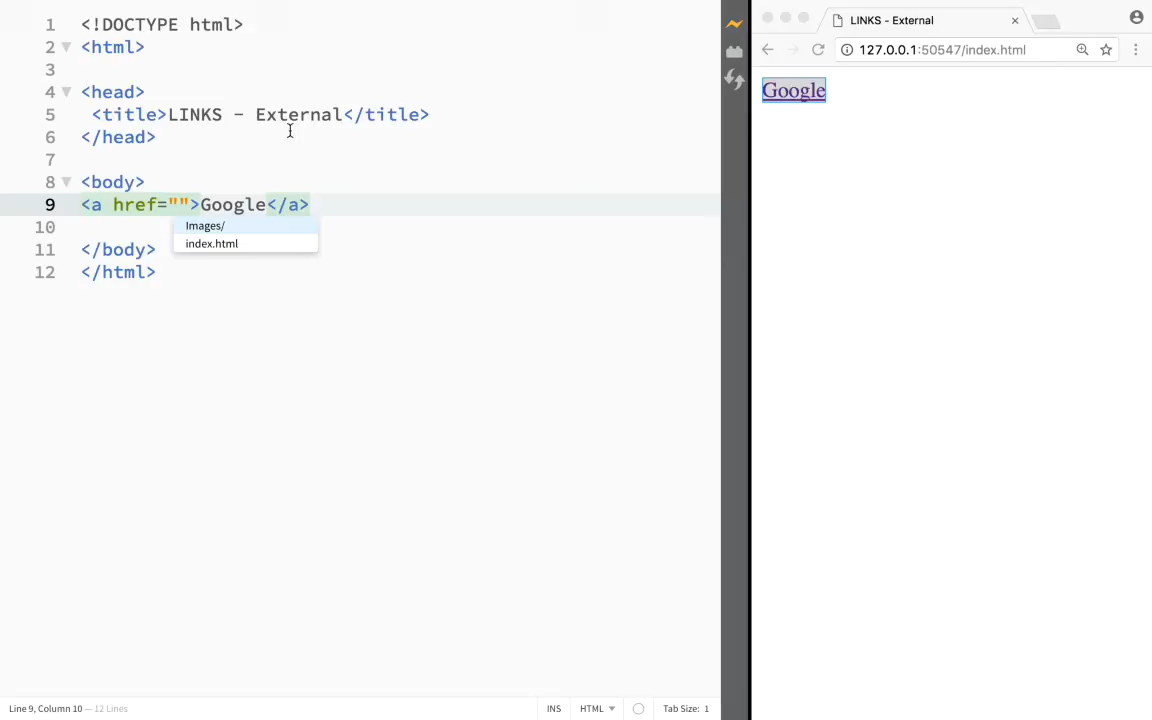 1 <!DOCTYPE html>
2 <html>
3
4 <head>
5 <title>LINKS - External</title>
6 </head>
7
8 <body>
9 <a href="">Google</a>
Images/
10
index.html
11 </body>
12 </html>
Line 9, Column 10 — 12 Lines
INS
HTML
Tab Size: 1
LINKS - External
127.0.0.1:50547/index.html
Google